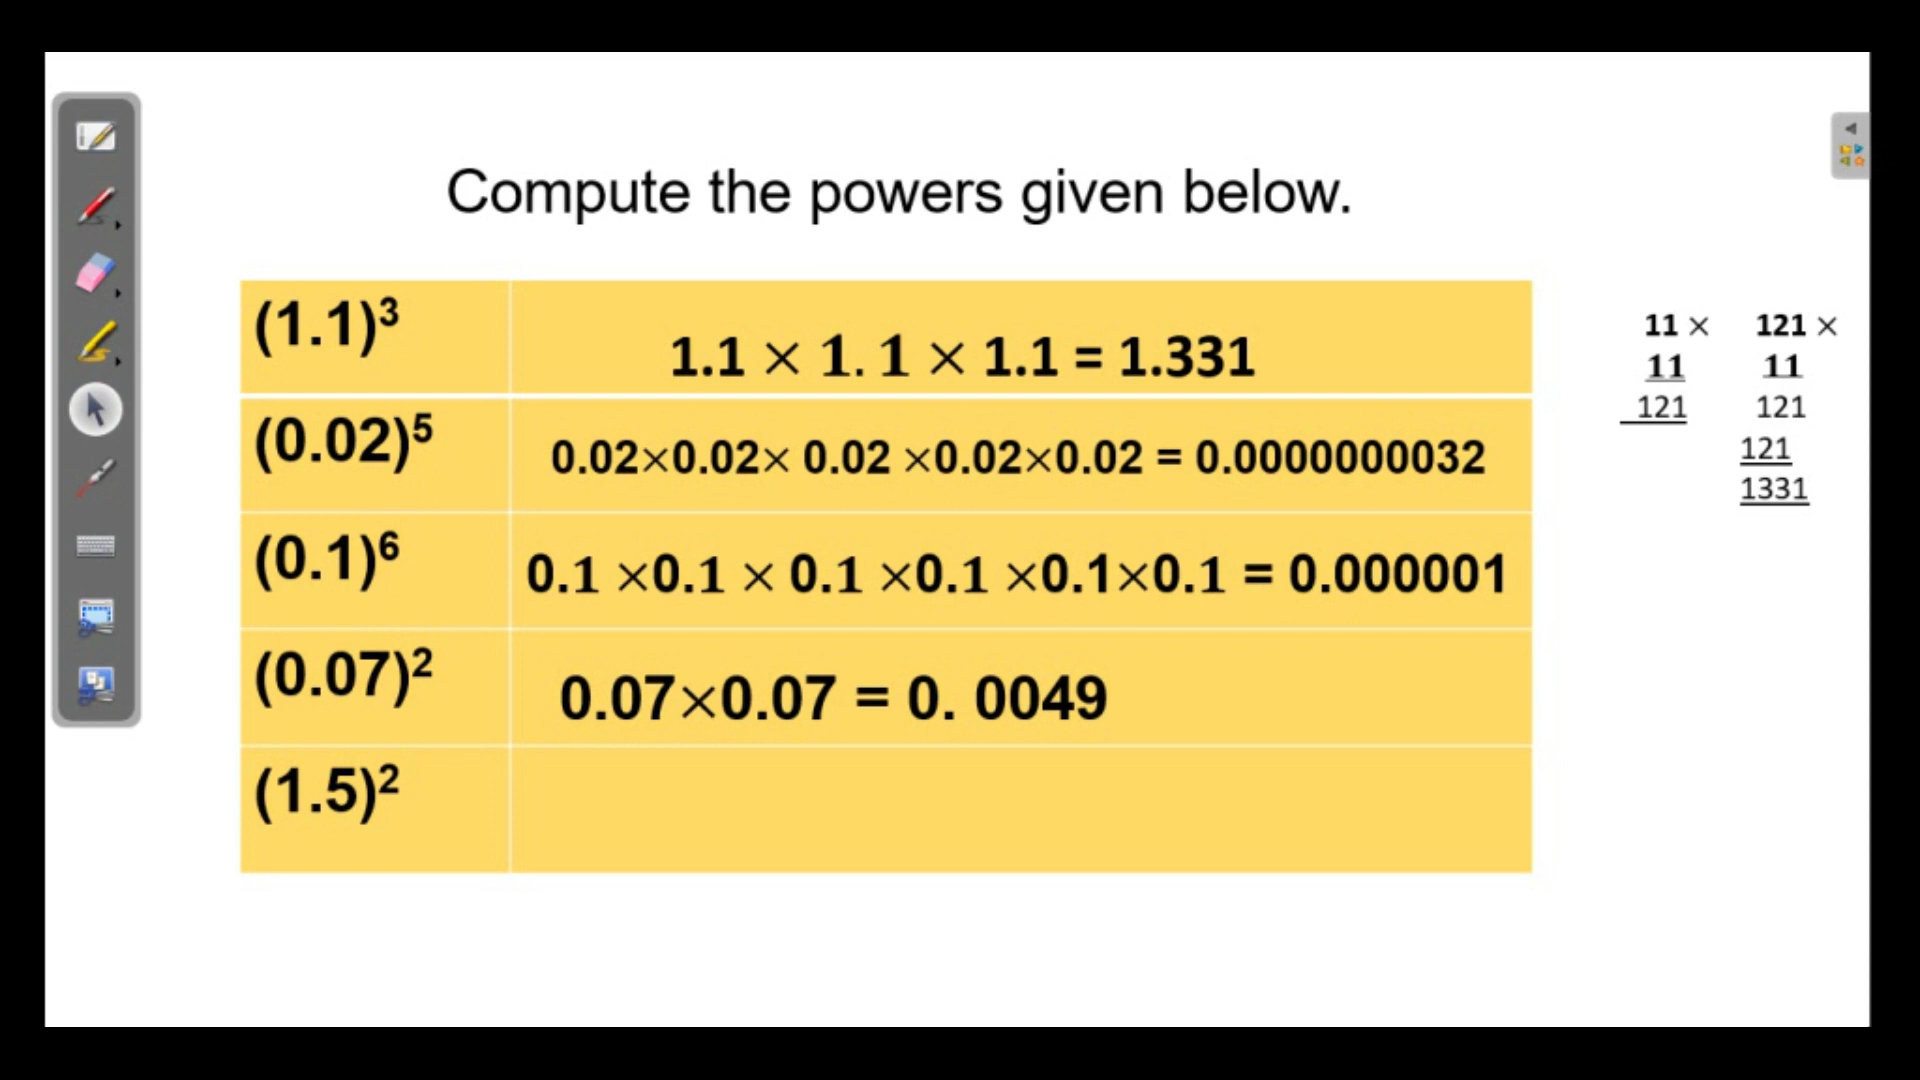 Compute the powers given below.
(1.1)³
1.1 × 1. 1 × 1.1 = 1.331
(0.02)⁵
0.02×0.02× 0.02 ×0.02×0.02 = 0.0000000032
(0.1)⁶
0.1 ×0.1 × 0.1 ×0.1 ×0.1×0.1 = 0.000001
(0.07)²
0.07×0.07 = 0. 0049
(1.5)²
11 ×
11
121
121 ×
11
121
121
1331